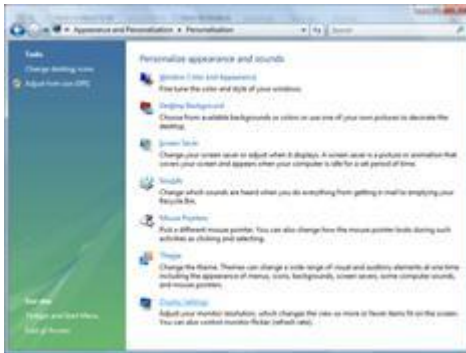 Appearance and Personalization ▸ Personalization
Search
Tasks
Change desktop icons
Adjust font size (DPI)
Personalize appearance and sounds
Window Color and Appearance
Fine tune the color and style of your windows.
Desktop Background
Choose from available backgrounds or colors or use one of your own pictures to decorate the
desktop.
Screen Saver
Change your screen saver or adjust when it displays. A screen saver is a picture or animation that
covers your screen and appears when your computer is idle for a set period of time.
Sounds
Change which sounds are heard when you do everything from getting e-mail to emptying your
Recycle Bin.
Mouse Pointers
Pick a different mouse pointer. You can also change how the mouse pointer looks during such
activities as clicking and selecting.
Theme
Change the theme. Themes can change a wide range of visual and auditory elements at one time
including the appearance of menus, icons, backgrounds, screen savers, some computer sounds,
and mouse pointers.
Display Settings
Adjust your monitor resolution, which changes the view so more or fewer items fit on the screen.
You can also control monitor flicker (refresh rate).
See also
Taskbar and Start Menu
Ease of Access